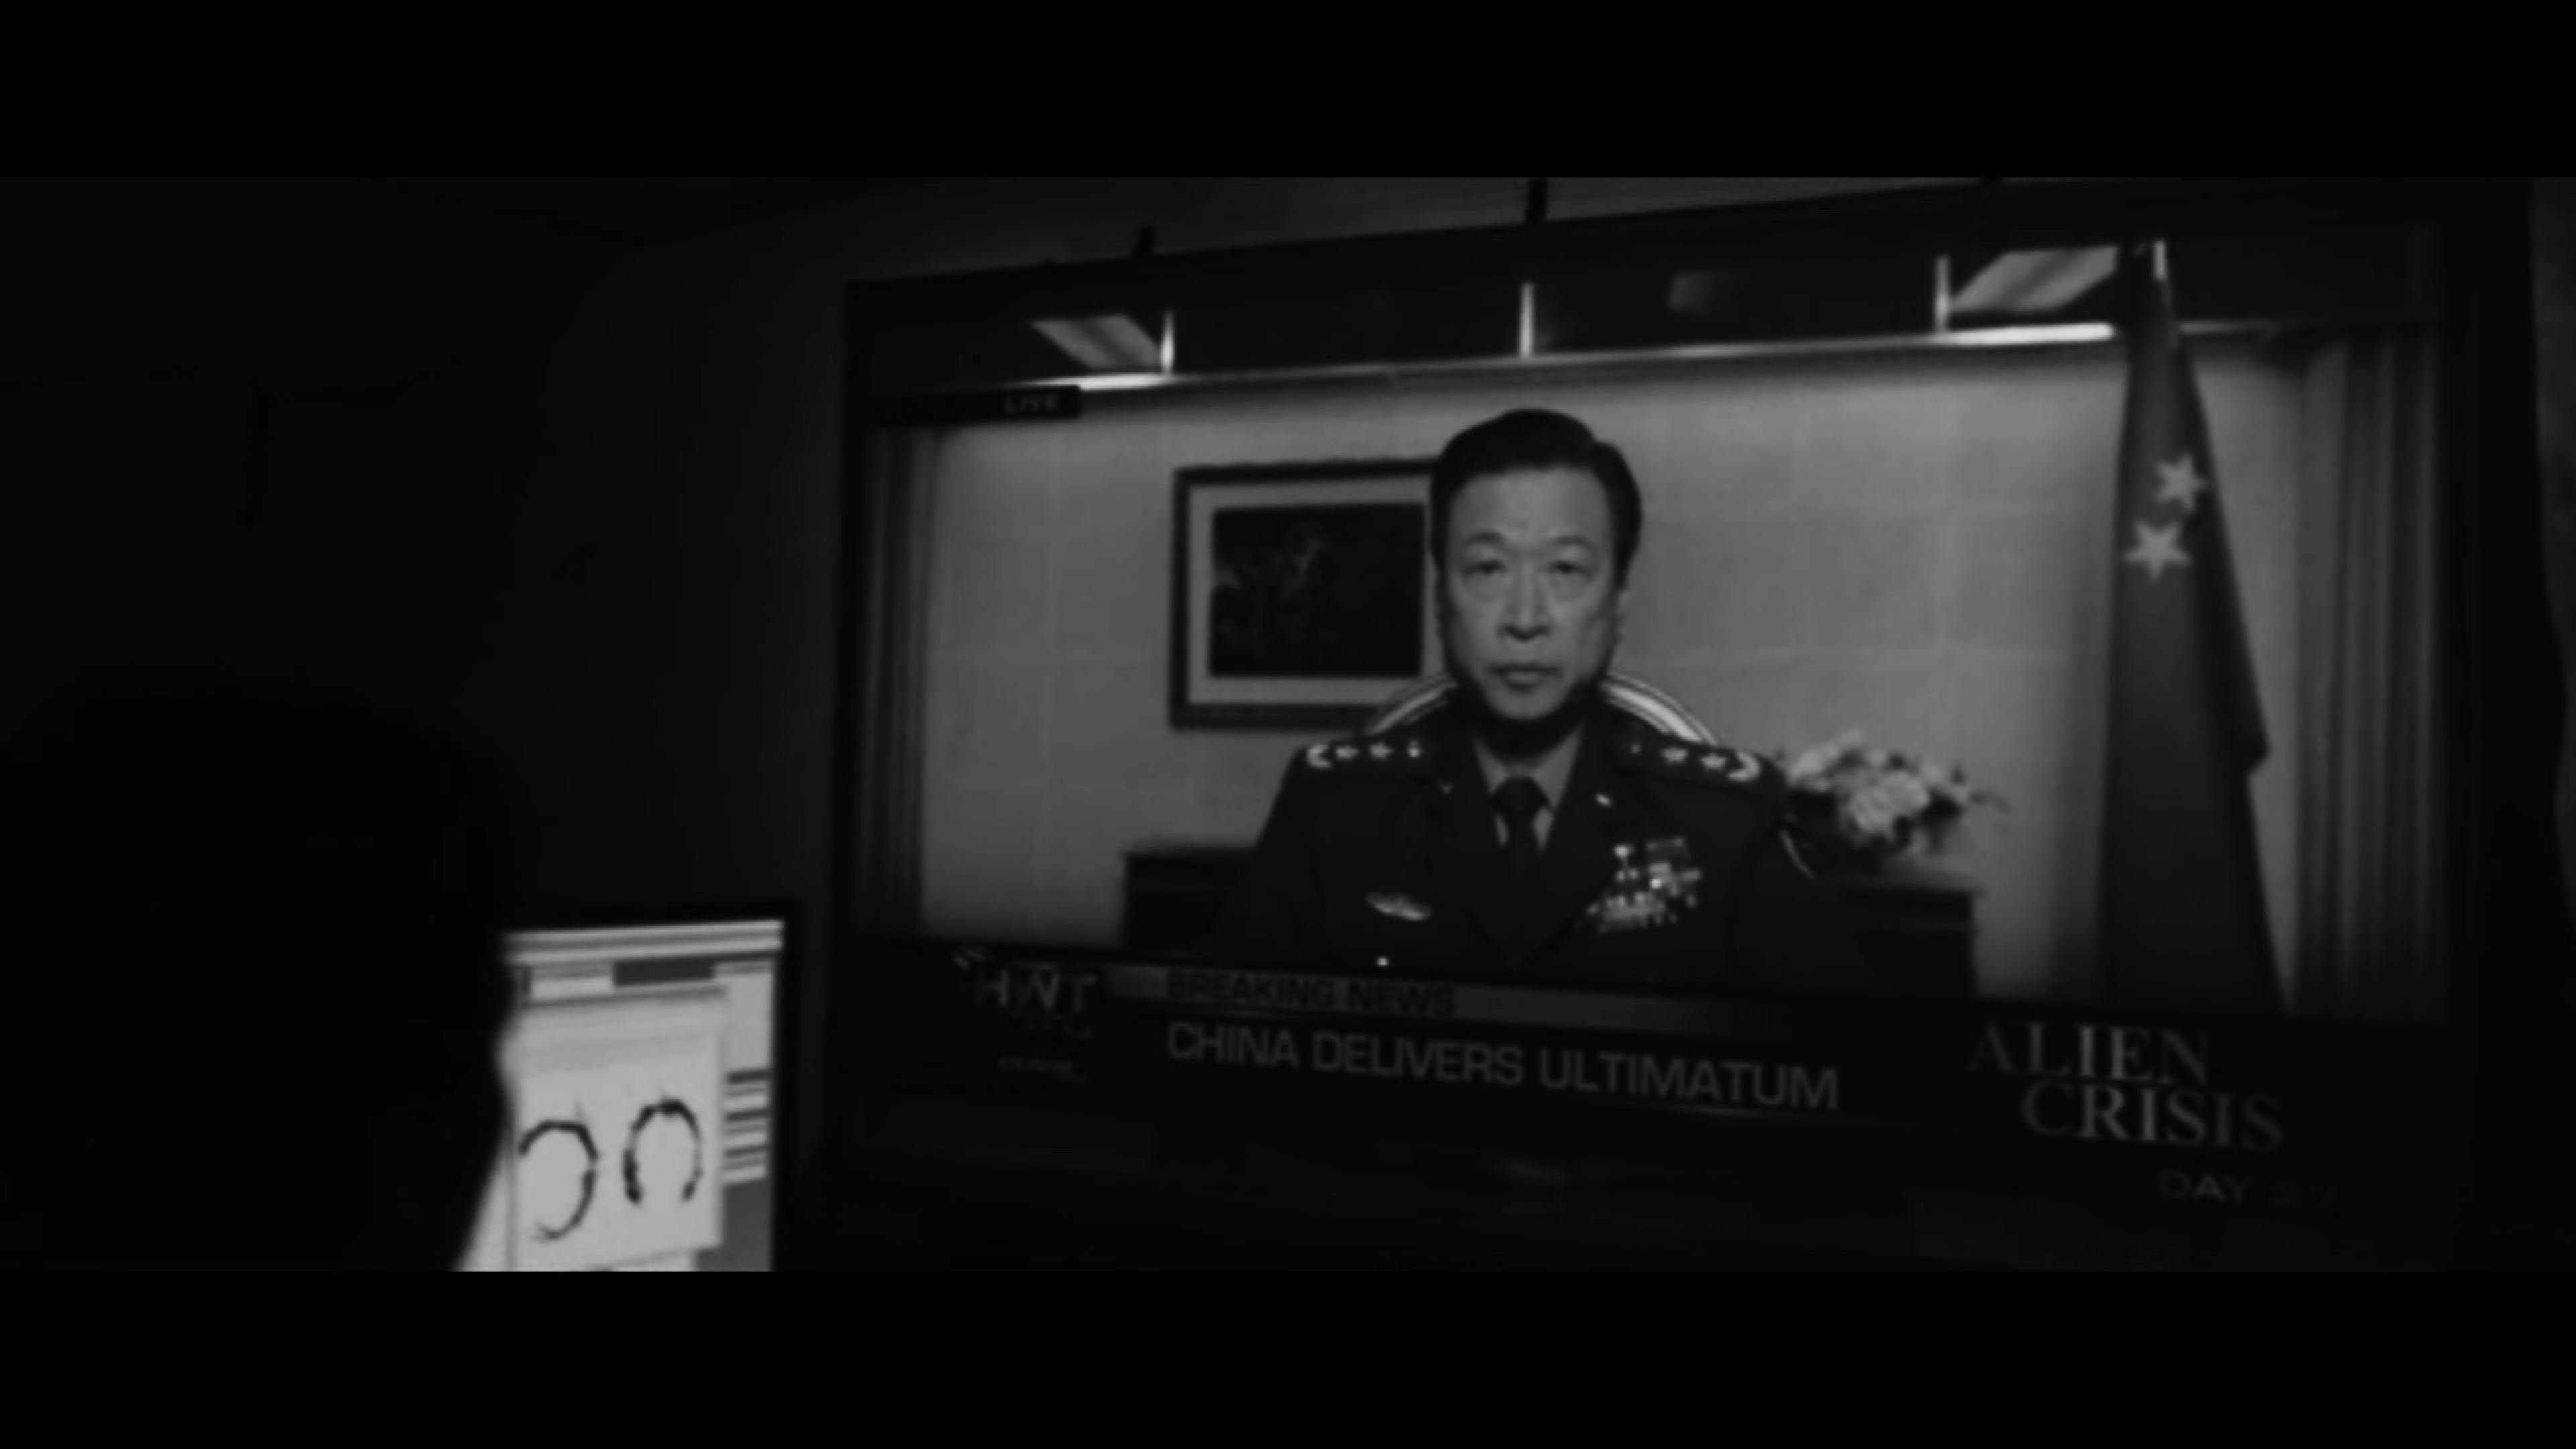 LIVE
HWT
BREAKING NEWS
CHINA DELIVERS ULTIMATUM
ALIEN
CRISIS
DAY